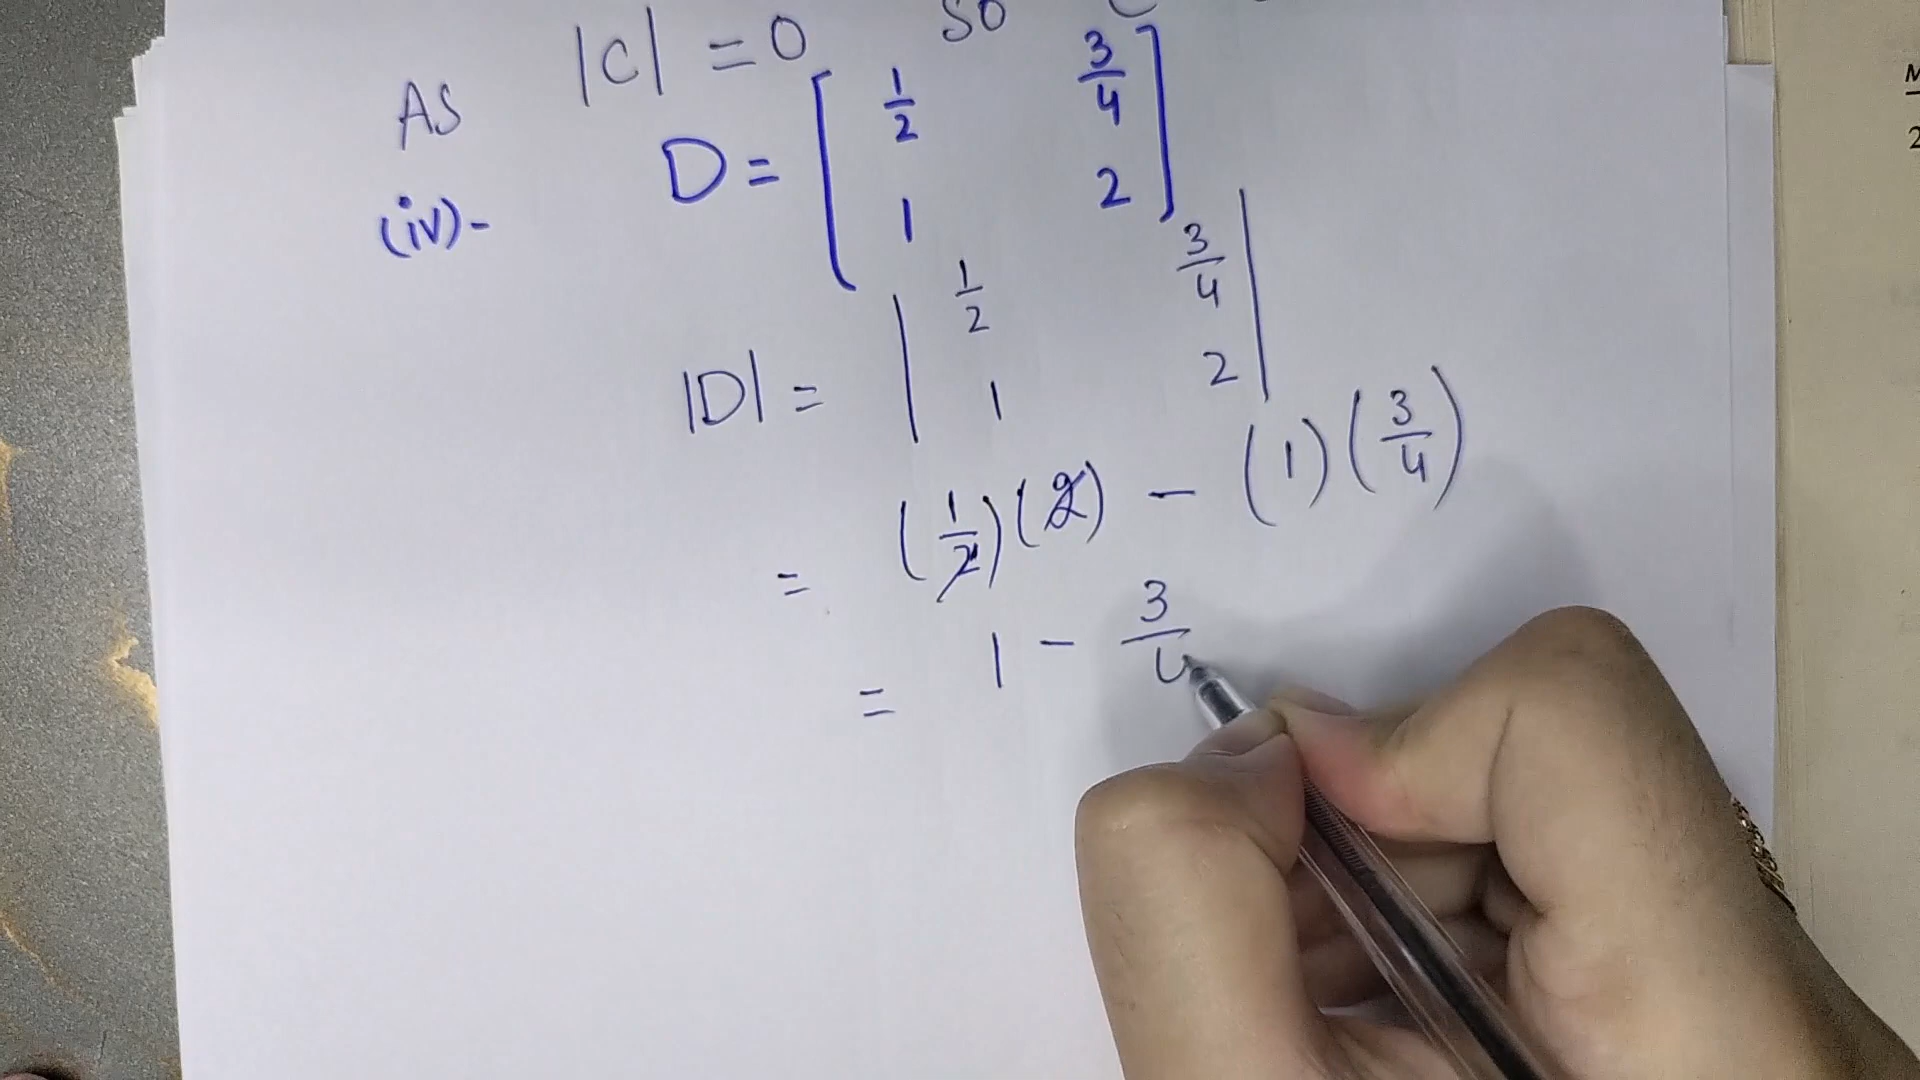 As |C| = 0 so
(iv)- D = [ 1/2 3/4
1 2 ]
|D| = | 1/2 3/4
1 2 |
= (1/2)(2) - (1)(3/4)
= 1 - 3/4
M
2